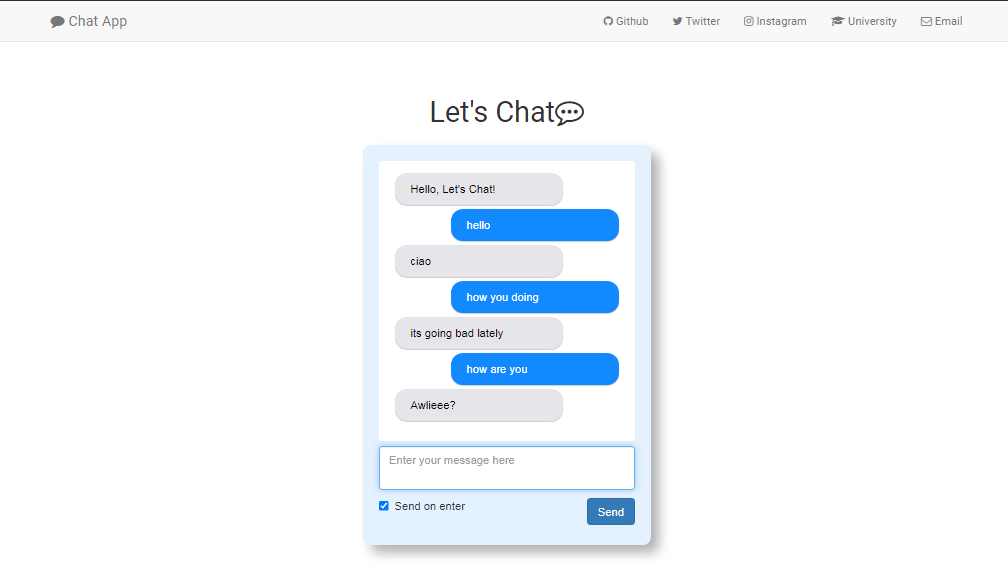 Chat App
Github Twitter Instagram University Email
Let's Chat
Hello, Let's Chat!
hello
ciao
how you doing
its going bad lately
how are you
Awlieee?
Enter your message here
Send on enter
Send